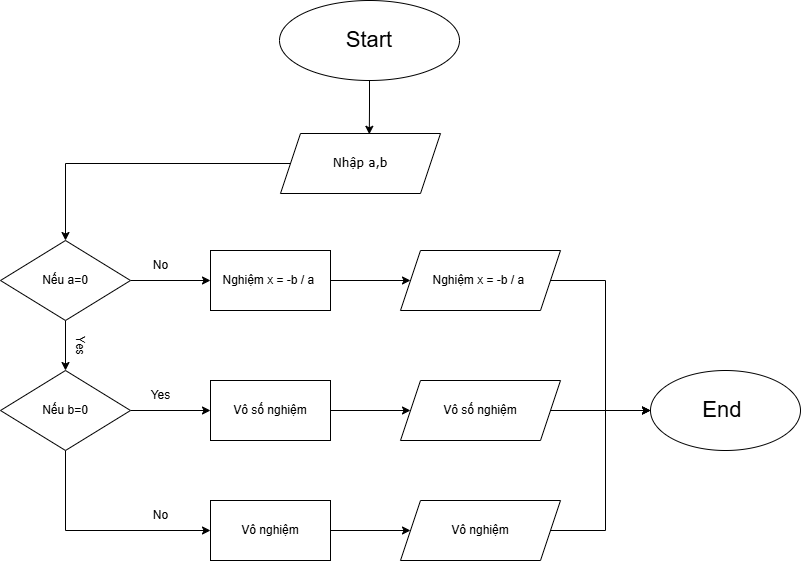 Start
Nhập a,b
Nếu a=0
No
Nghiệm x = -b / a
Nghiệm x = -b / a
Yes
Nếu b=0
Yes
Vô số nghiệm
Vô số nghiệm
End
No
Vô nghiệm
Vô nghiệm